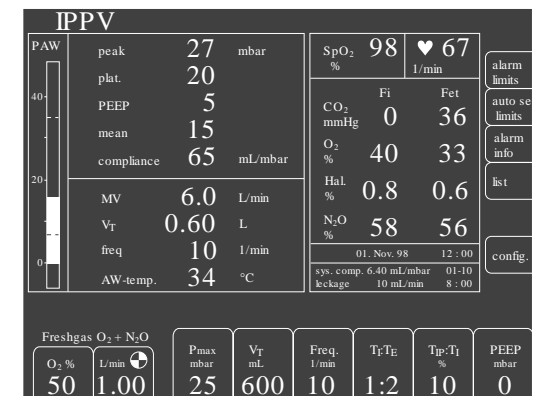 IPPV
PAW
40
20
0
peak 27 mbar
plat. 20
PEEP 5
mean 15
compliance 65 mL/mbar
MV 6.0 L/min
VT 0.60 L
freq 10 1/min
AW-temp. 34 °C
SpO2 % 98 ♥ 67 1/min
Fi Fet
CO2 mmHg 0 36
O2 % 40 33
Hal. % 0.8 0.6
N2O % 58 56
01. Nov. 98 12 : 00
sys. comp. 6.40 mL/mbar 01-10
leckage 10 mL/min 8 : 00
alarm
limits
auto se
limits
alarm
info
list
config.
Freshgas O2 + N2O
O2 % L/min
50 1.00
Pmax VT Freq. TI:TE TIP:TI PEEP
mbar mL 1/min % mbar
25 600 10 1:2 10 0